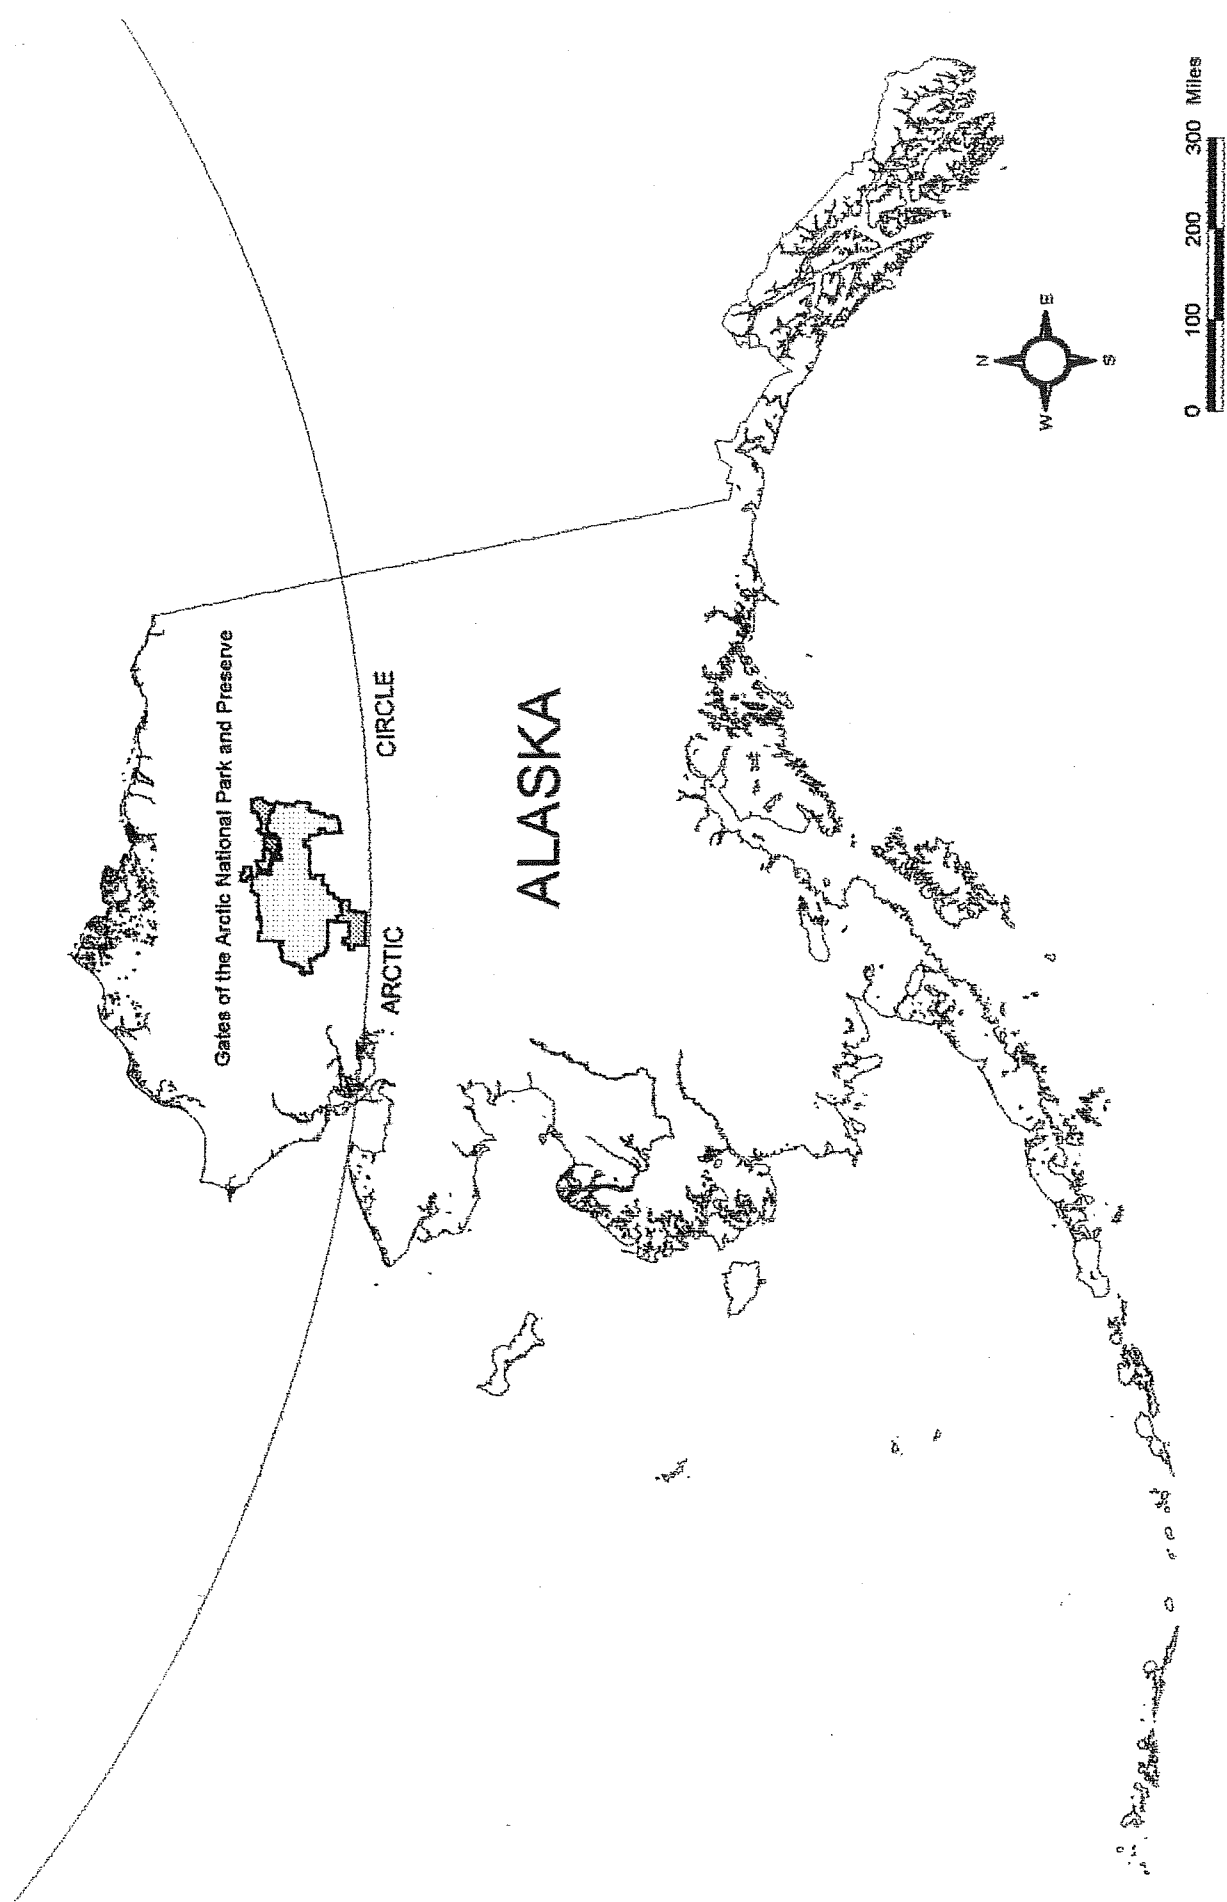 Gates of the Arctic National Park and Preserve
ARCTIC CIRCLE
ALASKA
N
W E
S
0 100 200 300 Miles